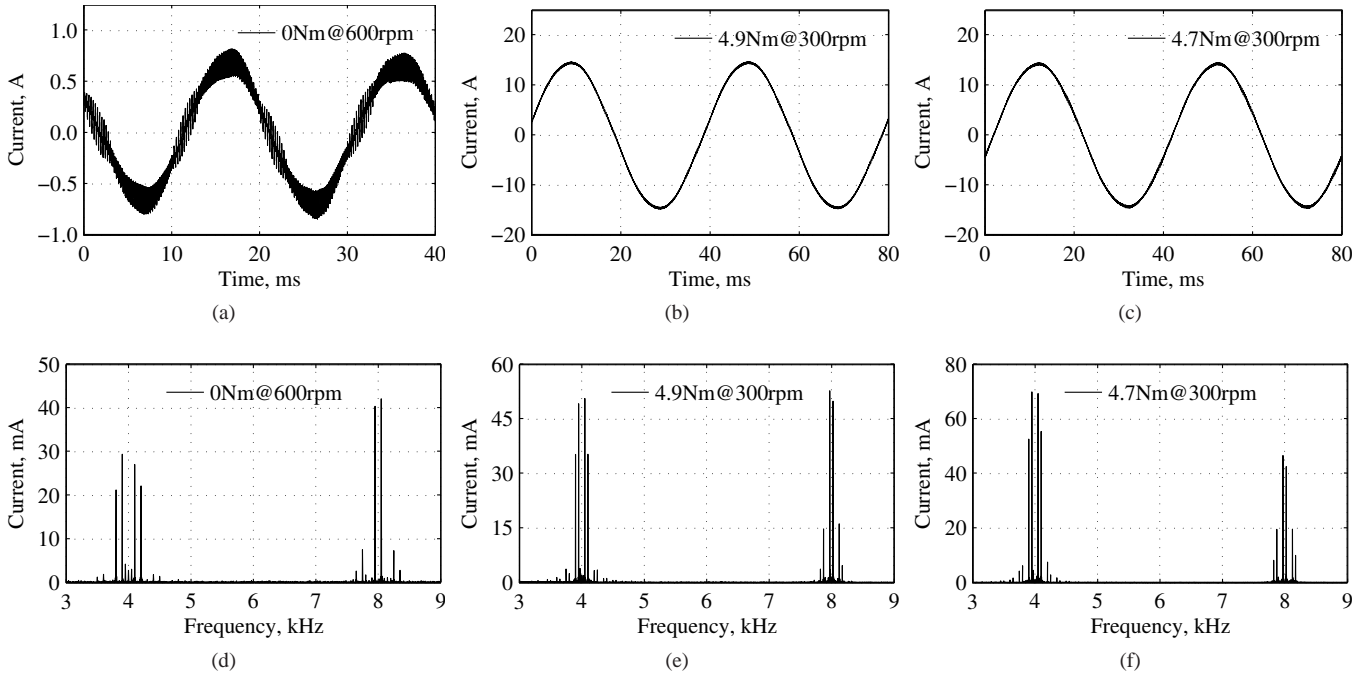 1.0
0.5
0.0
−0.5
−1.0
Current, A
0Nm@600rpm
0
10
20
30
40
Time, ms
(a)
20
10
0
−10
−20
Current, A
4.9Nm@300rpm
0
20
40
60
80
Time, ms
(b)
20
10
0
−10
−20
Current, A
4.7Nm@300rpm
0
20
40
60
80
Time, ms
(c)
50
40
30
20
10
0
Current, mA
0Nm@600rpm
3
4
5
6
7
8
9
Frequency, kHz
(d)
60
45
30
15
0
Current, mA
4.9Nm@300rpm
3
4
5
6
7
8
9
Frequency, kHz
(e)
80
60
40
20
0
Current, mA
4.7Nm@300rpm
3
4
5
6
7
8
9
Frequency, kHz
(f)